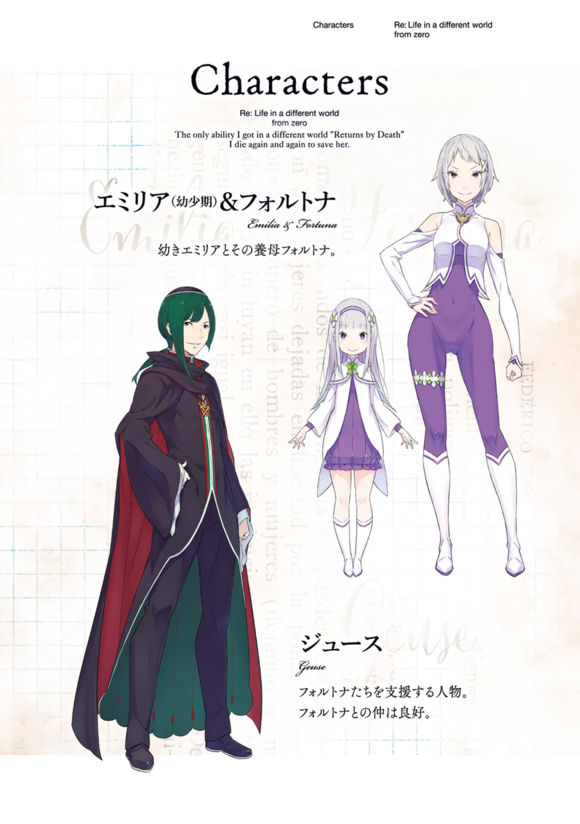 Characters
Re: Life in a different world
from zero
Characters
Re: Life in a different world
from zero
The only ability I got in a different world "Returns by Death"
I die again and again to save her.
エミリア(幼少期)&フォルトナ
Emilia & Fortuna
幼きエミリアとその養母フォルトナ。
ジュース
Geuse
フォルトナたちを支援する人物。
フォルトナとの仲は良好。